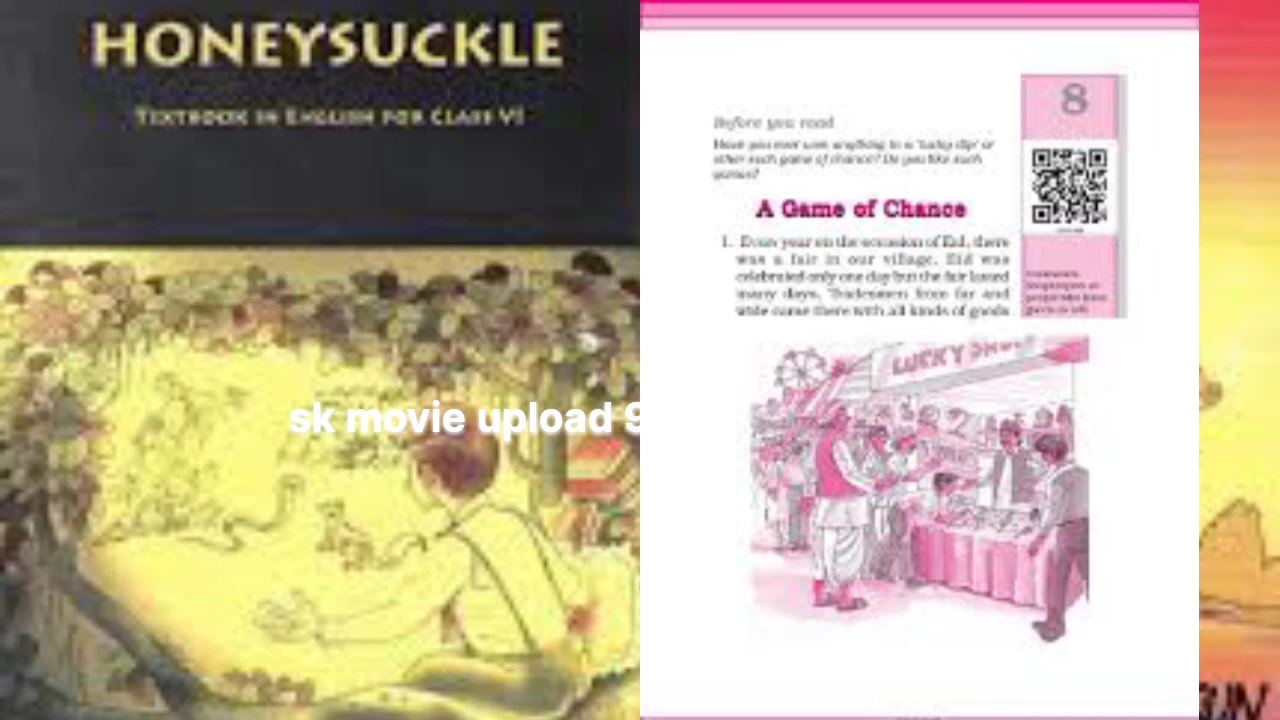 HONEYSUCKLE
TEXTBOOK IN ENGLISH FOR CLASS VI
sk movie upload 9
8
Before you read
Have you ever seen anything in a 'lucky dip' or
other such game of chance? Do you like such
games?
A Game of Chance
1. Every year on the occasion of Eid, there
was a fair in our village. Eid was
celebrated only one day but the fair lasted
many days. Tradesmen from far and
wide came there with all kinds of goods
LUCKY SHOP